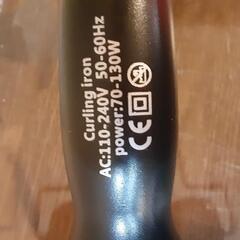 Curling iron
AC:110-240V 50-60Hz
power:70-130W
CE